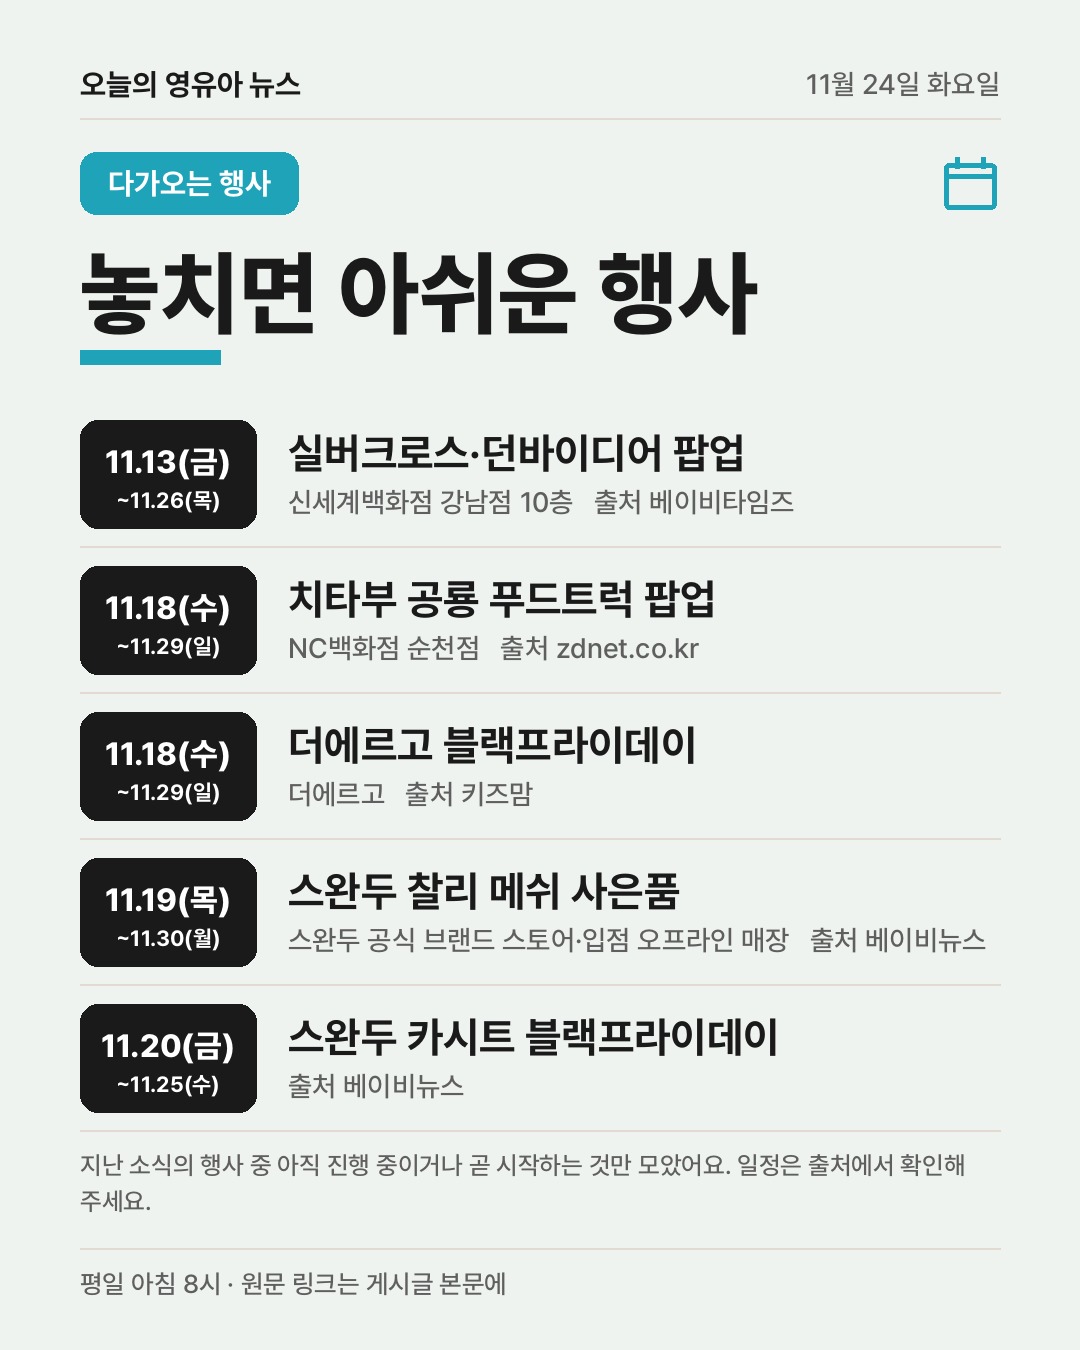 오늘의 영유아 뉴스
11월 24일 화요일
다가오는 행사
놓치면 아쉬운 행사
11.13(금)
~11.26(목)
실버크로스·던바이디어 팝업
신세계백화점 강남점 10층 출처 베이비타임즈
11.18(수)
~11.29(일)
치타부 공룡 푸드트럭 팝업
NC백화점 순천점 출처 zdnet.co.kr
11.18(수)
~11.29(일)
더에르고 블랙프라이데이
더에르고 출처 키즈맘
11.19(목)
~11.30(월)
스완두 찰리 메쉬 사은품
스완두 공식 브랜드 스토어·입점 오프라인 매장 출처 베이비뉴스
11.20(금)
~11.25(수)
스완두 카시트 블랙프라이데이
출처 베이비뉴스
지난 소식의 행사 중 아직 진행 중이거나 곧 시작하는 것만 모았어요. 일정은 출처에서 확인해
주세요.
평일 아침 8시 · 원문 링크는 게시글 본문에